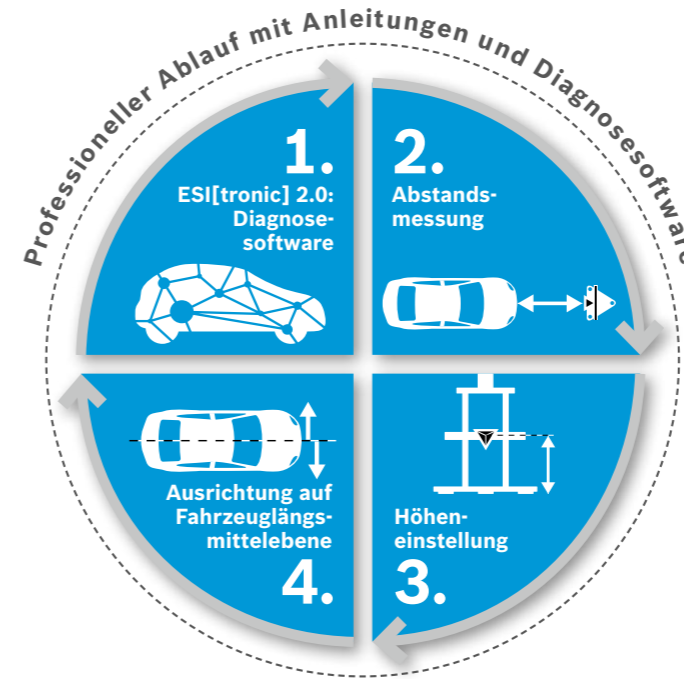 Professioneller Ablauf mit Anleitungen und Diagnosesoftware
1.
ESI[tronic] 2.0:
Diagnose-
software
2.
Abstands-
messung
Höhen-
einstellung
3.
Ausrichtung auf
Fahrzeuglängs-
mittelebene
4.